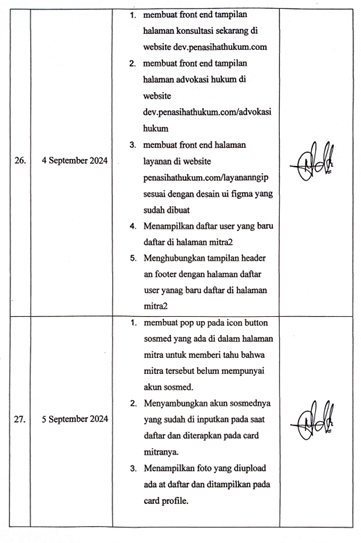 1. membuat front end tampilan
halaman konsultasi sekarang di
website dev.penasihathukum.com
2. membuat front end tampilan
halaman advokasi hukum di
website
dev.penasihathukum.com/advokasi
hukum
3. membuat front end halaman
layanan di website
penasihathukum.com/layananngip
sesuai dengan desain ui figma yang
sudah dibuat
4. Menampilkan daftar user yang baru
daftar di halaman mitra2
5. Menghubungkan tampilan header
an footer dengan halaman daftar
user yanag baru daftar di halaman
mitra2
26. 4 September 2024
1. membuat pop up pada icon button
sosmed yang ada di dalam halaman
mitra untuk memberi tahu bahwa
mitra tersebut belum mempunyai
akun sosmed.
2. Menyambungkan akun sosmednya
yang sudah di inputkan pada saat
daftar dan diterapkan pada card
mitranya.
3. Menampilkan foto yang diupload
ada at daftar dan ditampilkan pada
card profile.
27. 5 September 2024